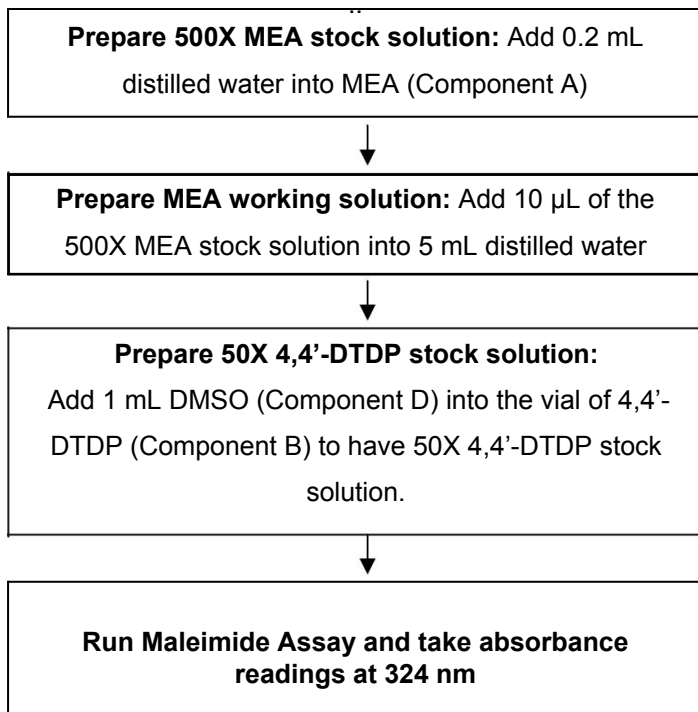 Prepare 500X MEA stock solution: Add 0.2 mL
distilled water into MEA (Component A)
Prepare MEA working solution: Add 10 µL of the
500X MEA stock solution into 5 mL distilled water
Prepare 50X 4,4’-DTDP stock solution:
Add 1 mL DMSO (Component D) into the vial of 4,4’-
DTDP (Component B) to have 50X 4,4’-DTDP stock
solution.
Run Maleimide Assay and take absorbance
readings at 324 nm